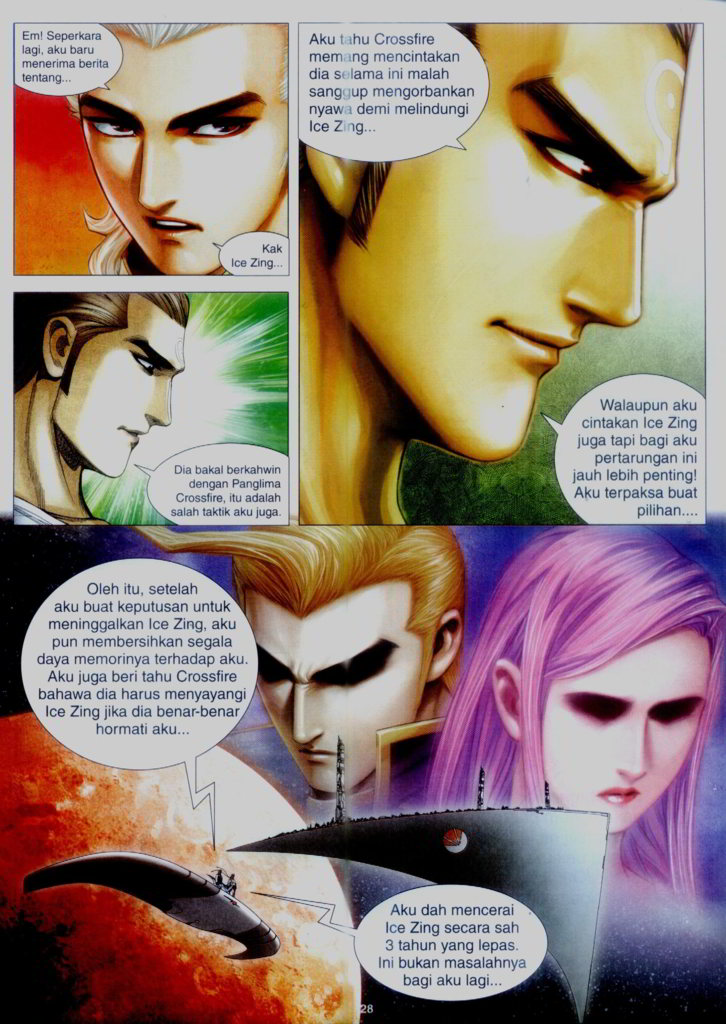 Em! Seperkara
lagi, aku baru
menerima berita
tentang...
Kak
Ice Zing...
Aku tahu Crossfire
memang mencintakan
dia selama ini malah
sanggup mengorbankan
nyawa demi melindungi
Ice Zing...
Dia bakal berkahwin
dengan Panglima
Crossfire, itu adalah
salah taktik aku juga.
Walaupun aku
cintakan Ice Zing
juga tapi bagi aku
pertarungan ini
jauh lebih penting!
Aku terpaksa buat
pilihan....
Oleh itu, setelah
aku buat keputusan untuk
meninggalkan Ice Zing, aku
pun membersihkan segala
daya memorinya terhadap aku.
Aku juga beri tahu Crossfire
bahawa dia harus menyayangi
Ice Zing jika dia benar-benar
hormati aku...
Aku dah mencerai
Ice Zing secara sah
3 tahun yang lepas.
Ini bukan masalahnya
bagi aku lagi...
28